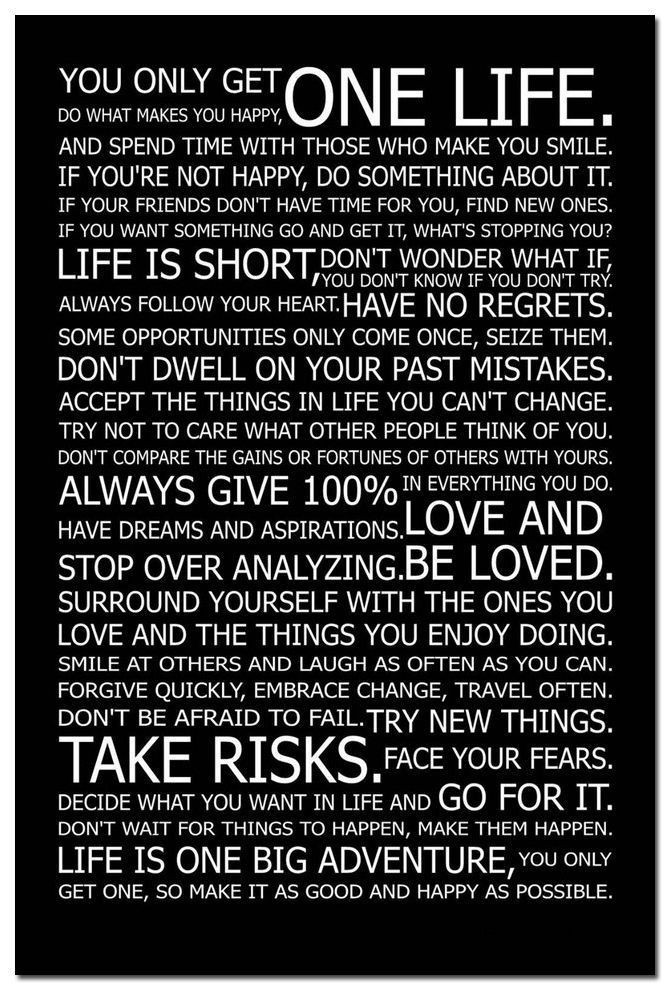 YOU ONLY GET ONE LIFE.
DO WHAT MAKES YOU HAPPY,
AND SPEND TIME WITH THOSE WHO MAKE YOU SMILE.
IF YOU'RE NOT HAPPY, DO SOMETHING ABOUT IT.
IF YOUR FRIENDS DON'T HAVE TIME FOR YOU, FIND NEW ONES.
IF YOU WANT SOMETHING GO AND GET IT, WHAT'S STOPPING YOU?
LIFE IS SHORT, DON'T WONDER WHAT IF,
YOU DON'T KNOW IF YOU DON'T TRY.
ALWAYS FOLLOW YOUR HEART. HAVE NO REGRETS.
SOME OPPORTUNITIES ONLY COME ONCE, SEIZE THEM.
DON'T DWELL ON YOUR PAST MISTAKES.
ACCEPT THE THINGS IN LIFE YOU CAN'T CHANGE.
TRY NOT TO CARE WHAT OTHER PEOPLE THINK OF YOU.
DON'T COMPARE THE GAINS OR FORTUNES OF OTHERS WITH YOURS.
ALWAYS GIVE 100% IN EVERYTHING YOU DO.
HAVE DREAMS AND ASPIRATIONS. LOVE AND
STOP OVER ANALYZING. BE LOVED.
SURROUND YOURSELF WITH THE ONES YOU
LOVE AND THE THINGS YOU ENJOY DOING.
SMILE AT OTHERS AND LAUGH AS OFTEN AS YOU CAN.
FORGIVE QUICKLY, EMBRACE CHANGE, TRAVEL OFTEN.
DON'T BE AFRAID TO FAIL. TRY NEW THINGS.
TAKE RISKS. FACE YOUR FEARS.
DECIDE WHAT YOU WANT IN LIFE AND GO FOR IT.
DON'T WAIT FOR THINGS TO HAPPEN, MAKE THEM HAPPEN.
LIFE IS ONE BIG ADVENTURE, YOU ONLY
GET ONE, SO MAKE IT AS GOOD AND HAPPY AS POSSIBLE.